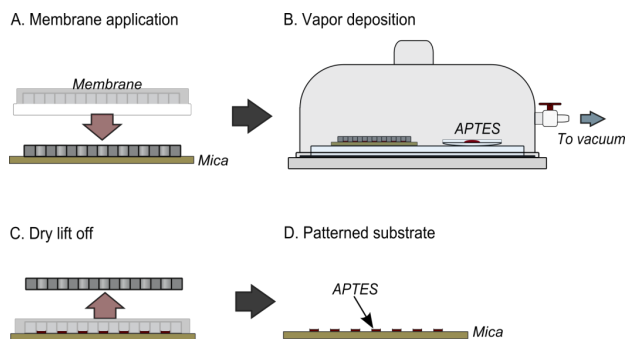 A. Membrane application
B. Vapor deposition
Membrane
Mica
APTES
To vacuum
C. Dry lift off
D. Patterned substrate
APTES
Mica